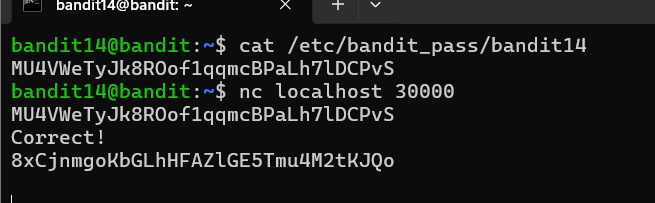 bandit14@bandit: ~
bandit14@bandit:~$ cat /etc/bandit_pass/bandit14
MU4VWeTyJk8ROof1qqmcBPaLh7lDCPvS
bandit14@bandit:~$ nc localhost 30000
MU4VWeTyJk8ROof1qqmcBPaLh7lDCPvS
Correct!
8xCjnmgoKbGLhHFAZlGE5Tmu4M2tKJQo